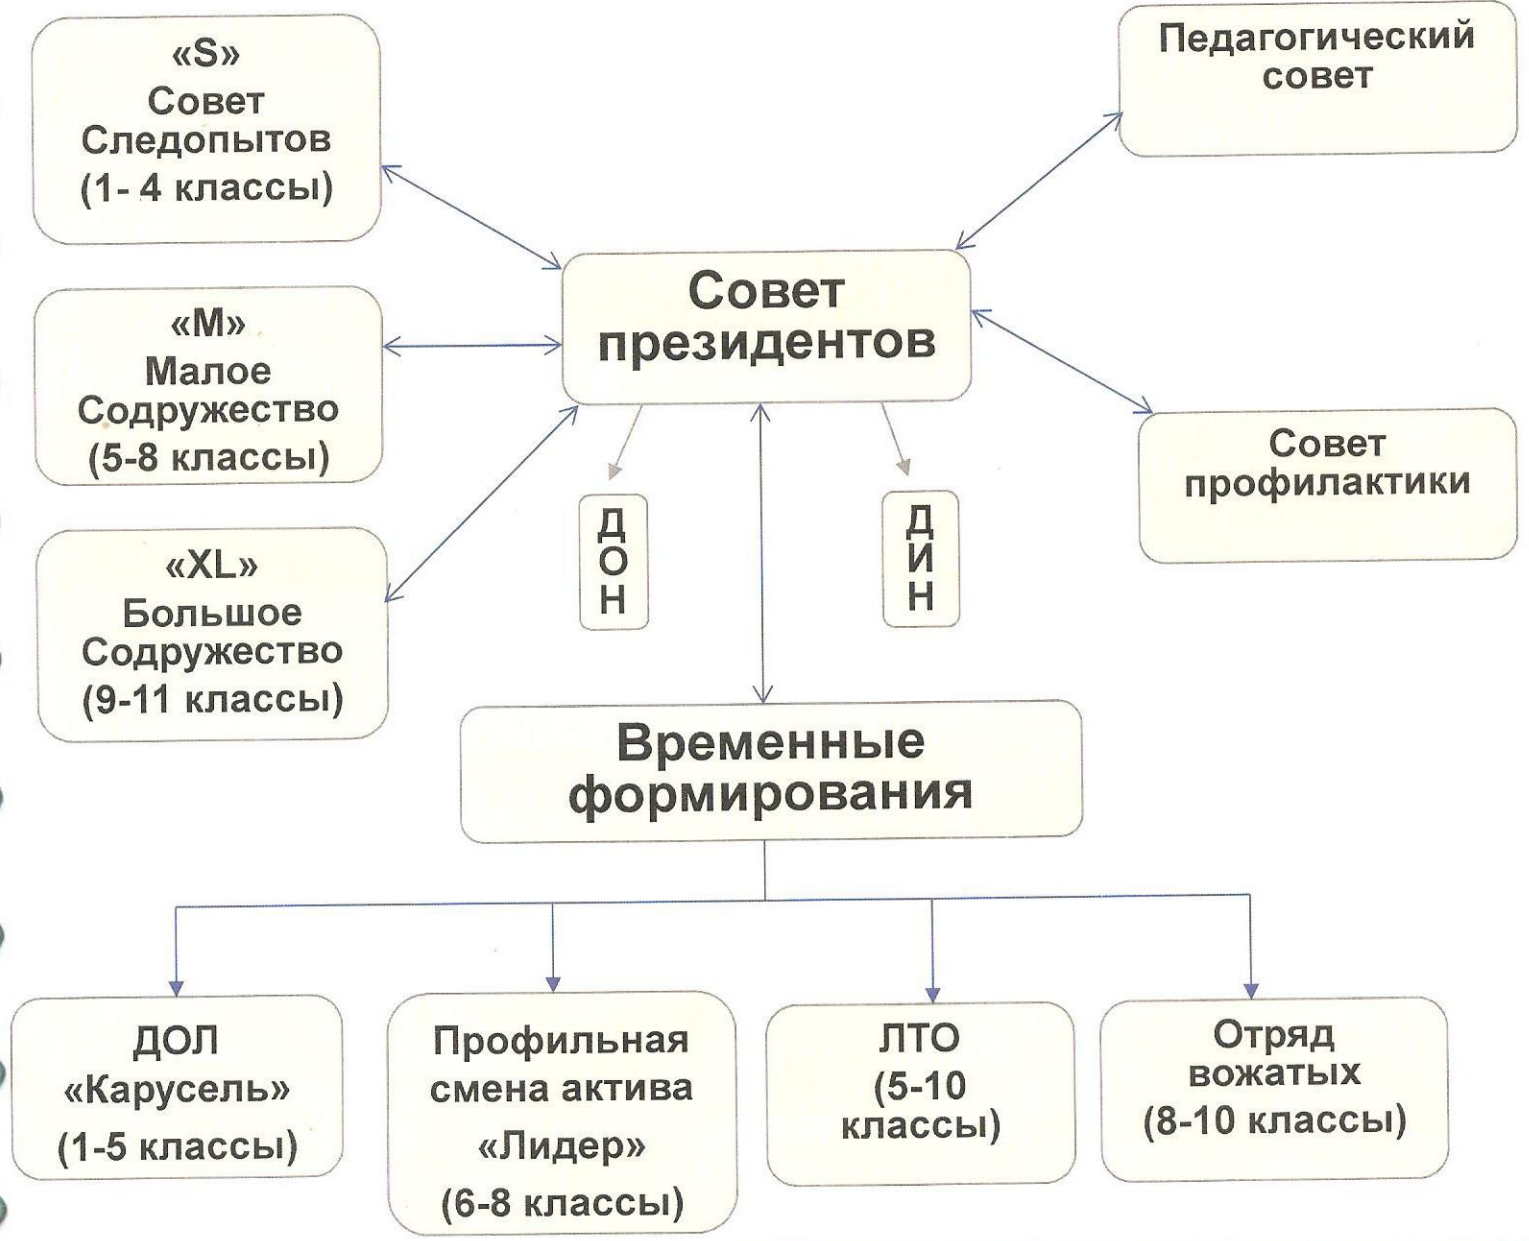 «S»
Совет
Следопытов
(1- 4 классы)
Педагогический
совет
Совет
президентов
«М»
Малое
Содружество
(5-8 классы)
Совет
профилактики
«XL»
Большое
Содружество
(9-11 классы)
Д
О
Н
Д
И
Н
Временные
формирования
ДОЛ
«Карусель»
(1-5 классы)
Профильная
смена актива
«Лидер»
(6-8 классы)
ЛТО
(5-10
классы)
Отряд
вожатых
(8-10 классы)